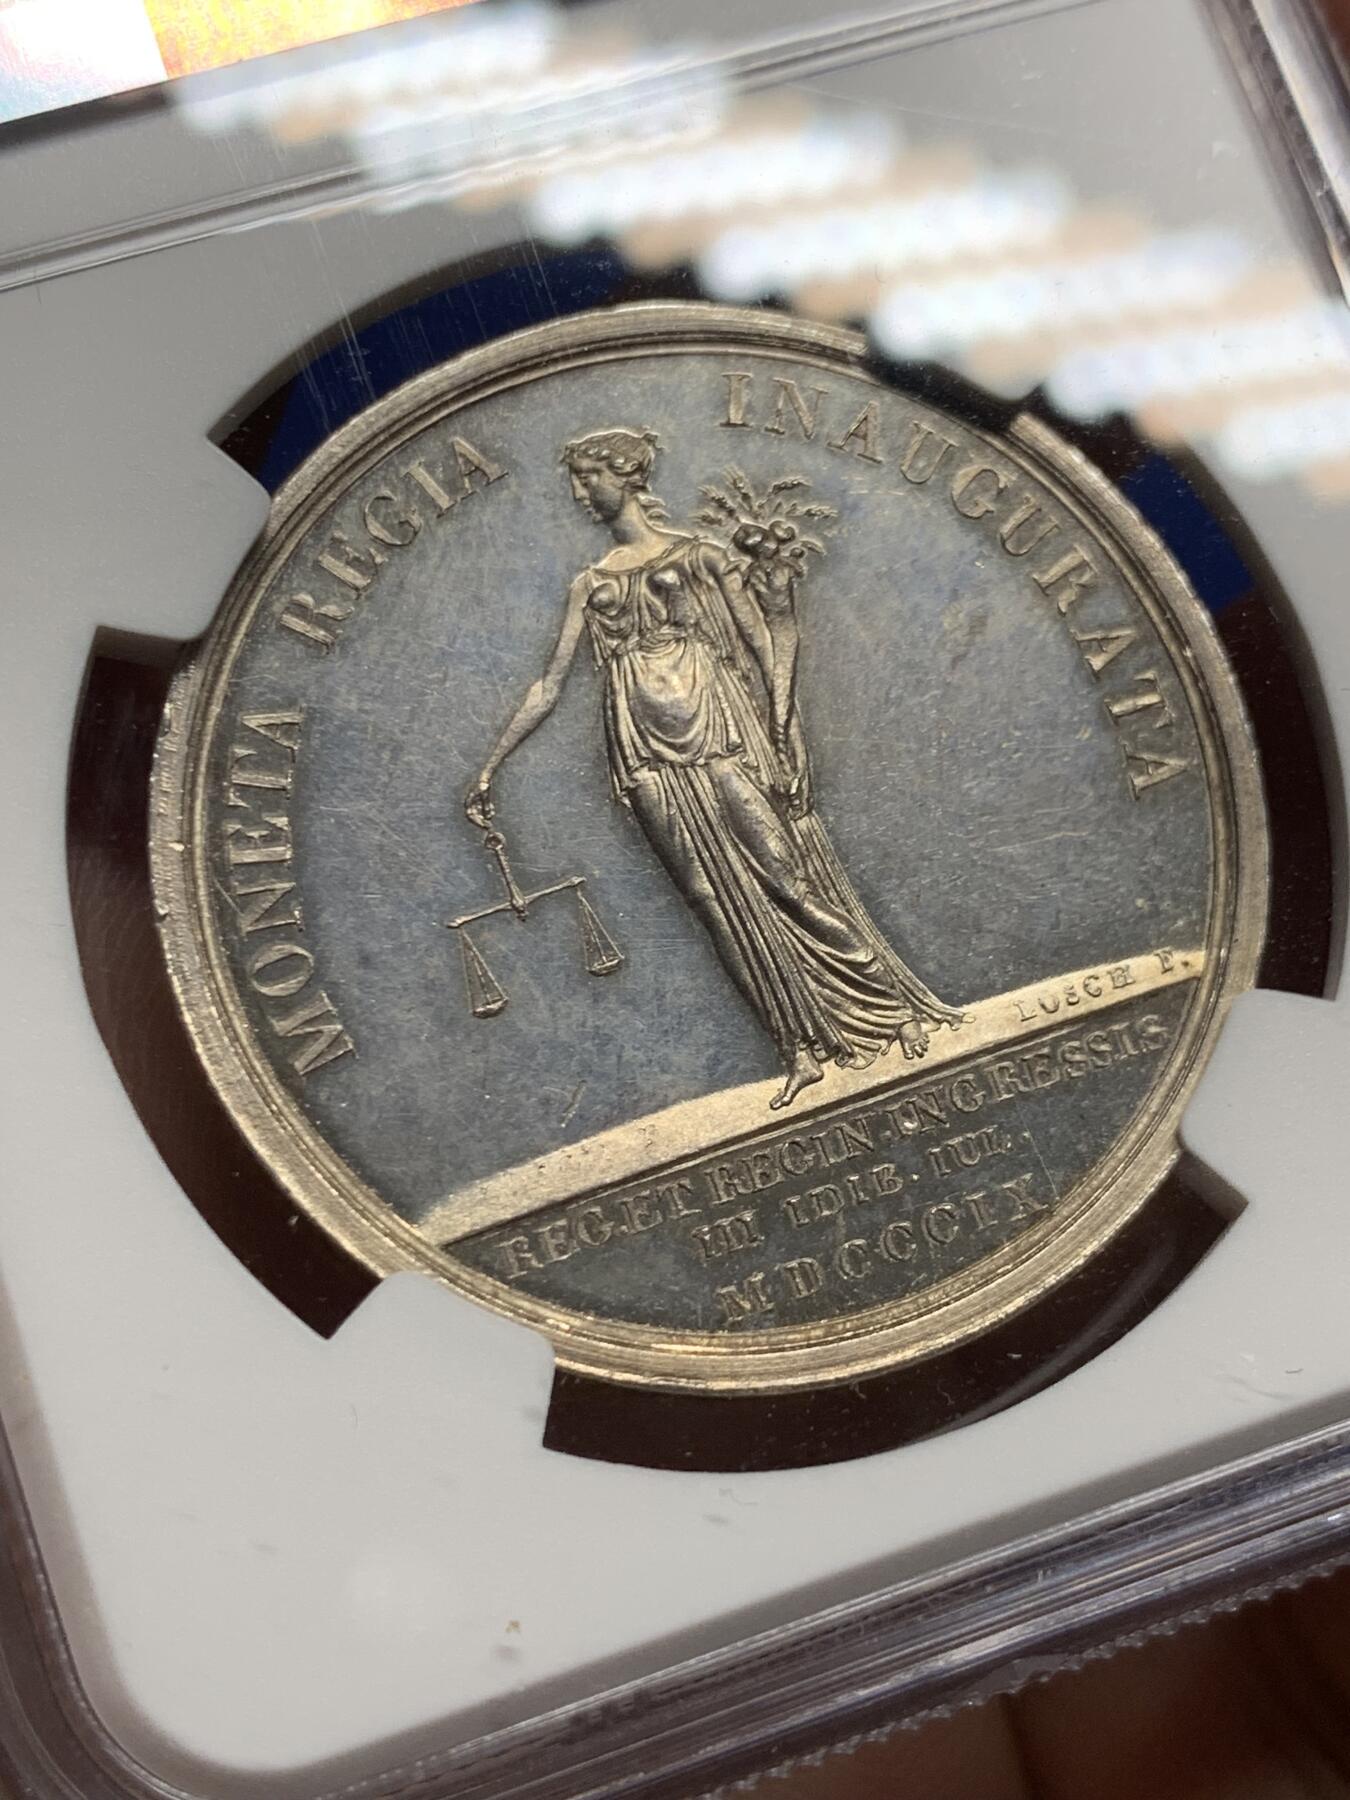 MONETA REGIA INAUGURATA
LOSCH F.
REG. ET REGIN. INGRESSIS
III IDIB. IUL.
MDCCCIX